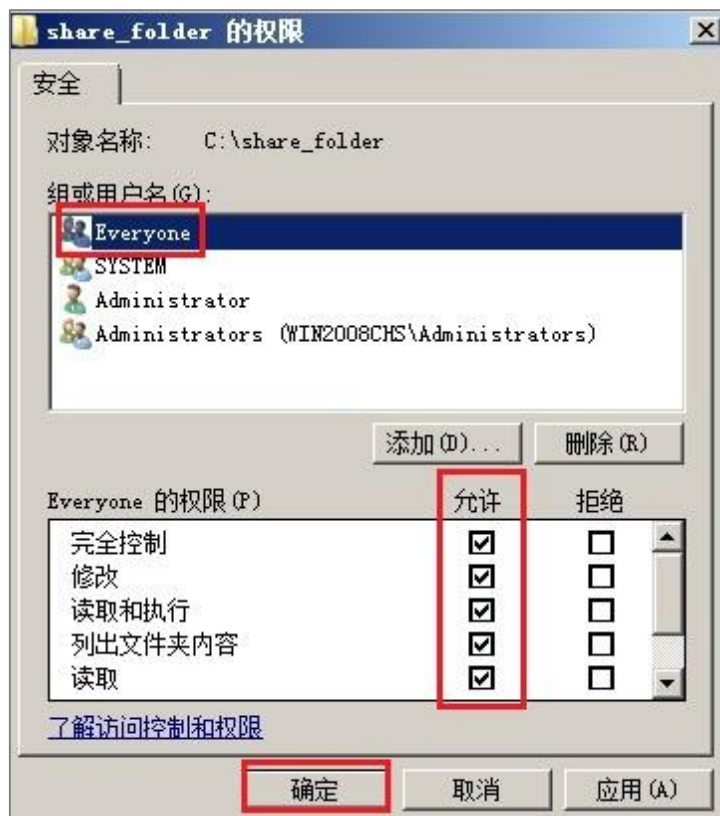 share_folder 的权限
安全
对象名称: C:\share_folder
组或用户名(G):
Everyone
SYSTEM
Administrator
Administrators (WIN2008CHS\Administrators)
添加(D)... 删除(R)
Everyone 的权限(P) 允许 拒绝
完全控制
修改
读取和执行
列出文件夹内容
读取
了解访问控制和权限
确定 取消 应用(A)